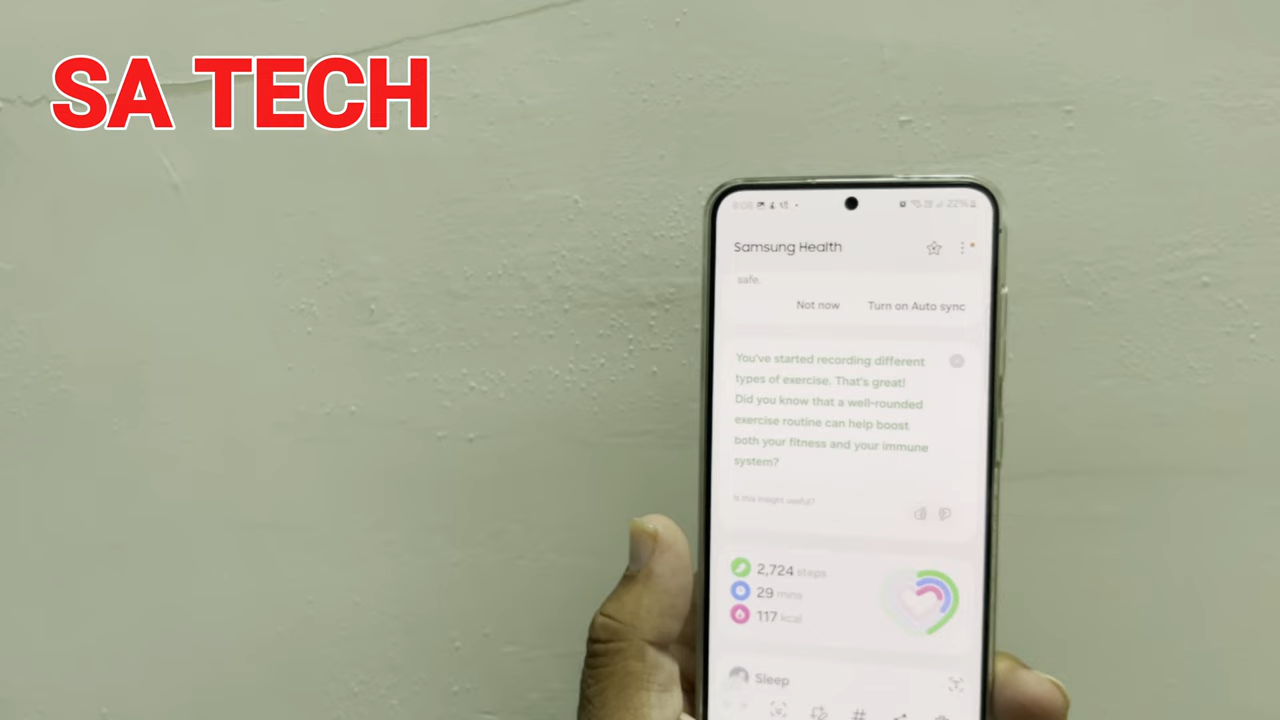 SA TECH
22%
Samsung Health
safe.
Not now
Turn on Auto sync
You've started recording different
types of exercise. That's great!
Did you know that a well-rounded
exercise routine can help boost
both your fitness and your immune
system?
Is this insight useful?
2,724 steps
29 mins
117 kcal
Sleep